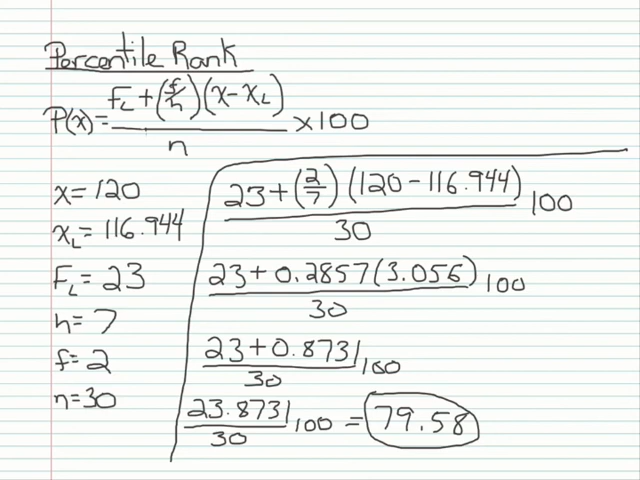 Percentile Rank
P(x) = F_L + (f/h) (x - x_L) / n × 100
x = 120
x_L = 116.944
F_L = 23
h = 7
f = 2
n = 30
23 + (2/7) (120 - 116.944) / 30 100
23 + 0.2857 (3.056) / 30 100
23 + 0.8731 / 30 100
23.8731 / 30 100 = 79.58